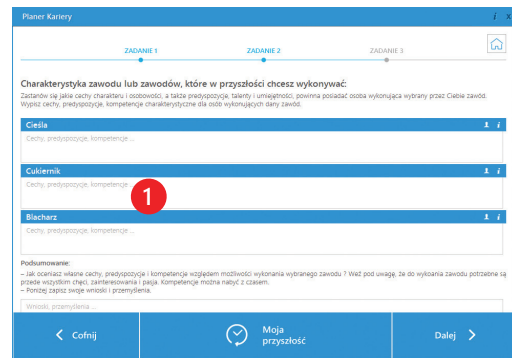 Planer Kariery i x
ZADANIE 1 ZADANIE 2 ZADANIE 3
Charakterystyka zawodu lub zawodów, które w przyszłości chcesz wykonywać:
Zastanów się jakie cechy charakteru i osobowości, a także predyspozycje, talenty i umiejętności, powinna posiadać osoba wykonująca wybrany przez Ciebie zawód.
Wypisz cechy, predyspozycje, kompetencje charakterystyczne dla osób wykonujących dany zawód.
Cieśla i
Cechy, predyspozycje, kompetencje ...
Cukiernik i
Cechy, predyspozycje, kompetencje
1
Blacharz i
Cechy, predyspozycje, kompetencje ...
Podsumowanie:
– Jak oceniasz własne cechy, predyspozycje i kompetencje względem możliwości wykonania wybranego zawodu ? Weź pod uwagę, że do wykoania zawodu potrzebne są
przede wszystkim chęci, zainteresowania i pasja. Kompetencje można nabyć z czasem.
– Poniżej zapisz swoje wnioski i przemyślenia.
Wnioski, przemyślenia ...
Cofnij Moja przyszłość Dalej